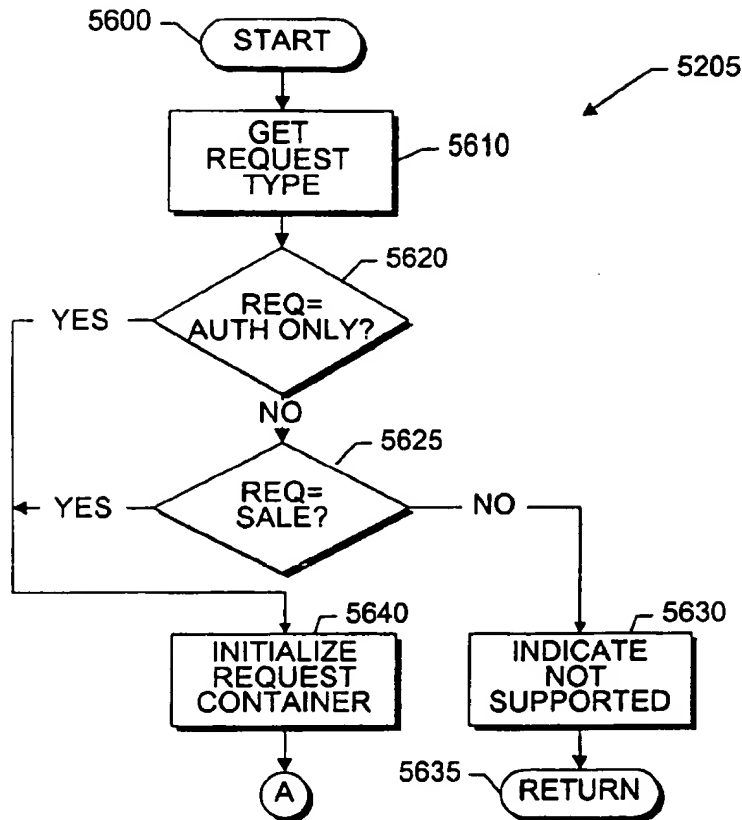 5600
START
5205
GET
REQUEST
TYPE
5610
5620
REQ=
AUTH ONLY?
YES
NO
5625
REQ=
SALE?
YES
NO
5640
INITIALIZE
REQUEST
CONTAINER
5630
INDICATE
NOT
SUPPORTED
A
5635
RETURN